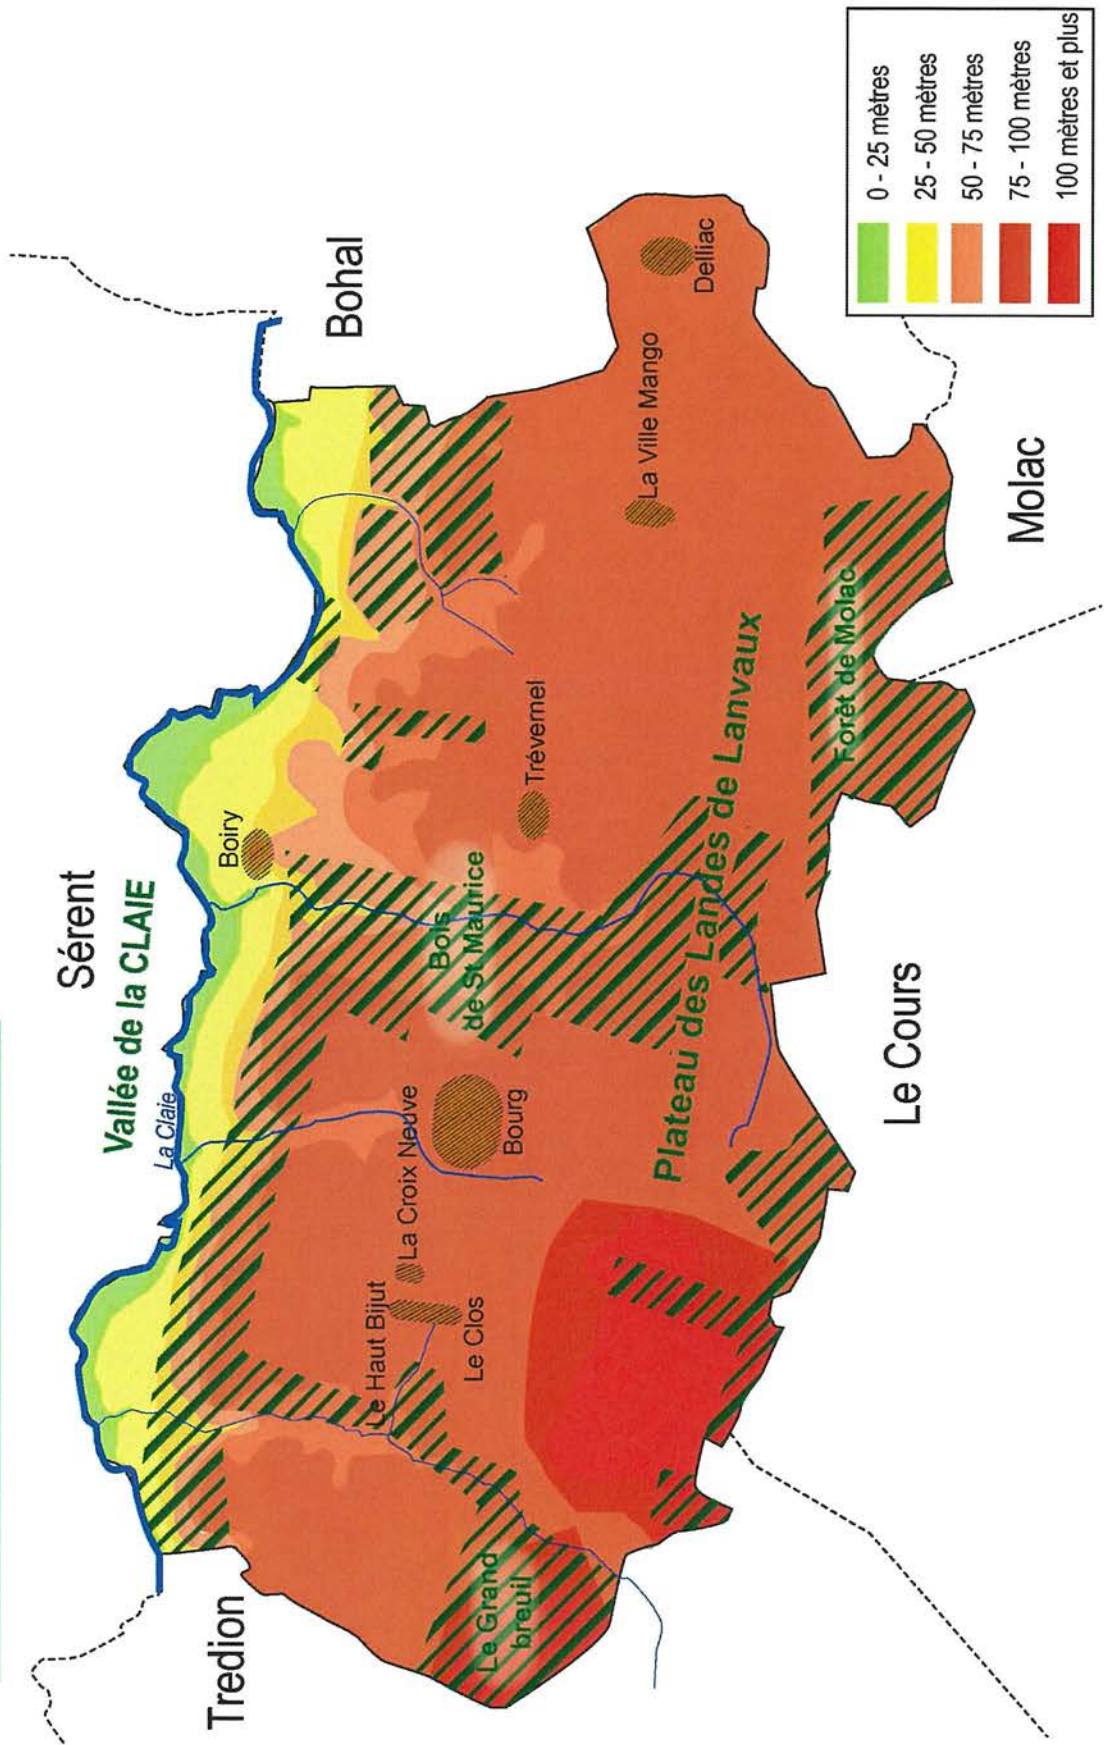 Sérent
Vallée de la CLAIE
La Claie
Tredion
Bohal
Boiry
Le Haut Bijut
La Croix Neuve
Le Clos
Bourg
Bois
de St Maurice
Trévernel
La Ville Mango
Delliac
Le Grand
breuil
Plateau des Landes de Lanvaux
Forêt de Molac
Le Cours
Molac
0 - 25 mètres
25 - 50 mètres
50 - 75 mètres
75 - 100 mètres
100 mètres et plus